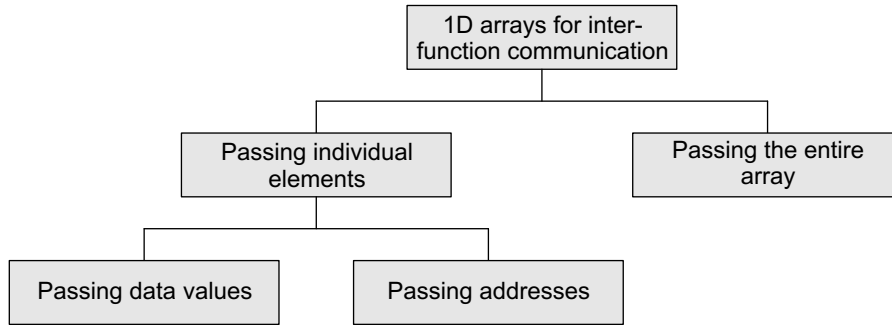 1D arrays for inter-
function communication
Passing individual
elements
Passing the entire
array
Passing data values
Passing addresses